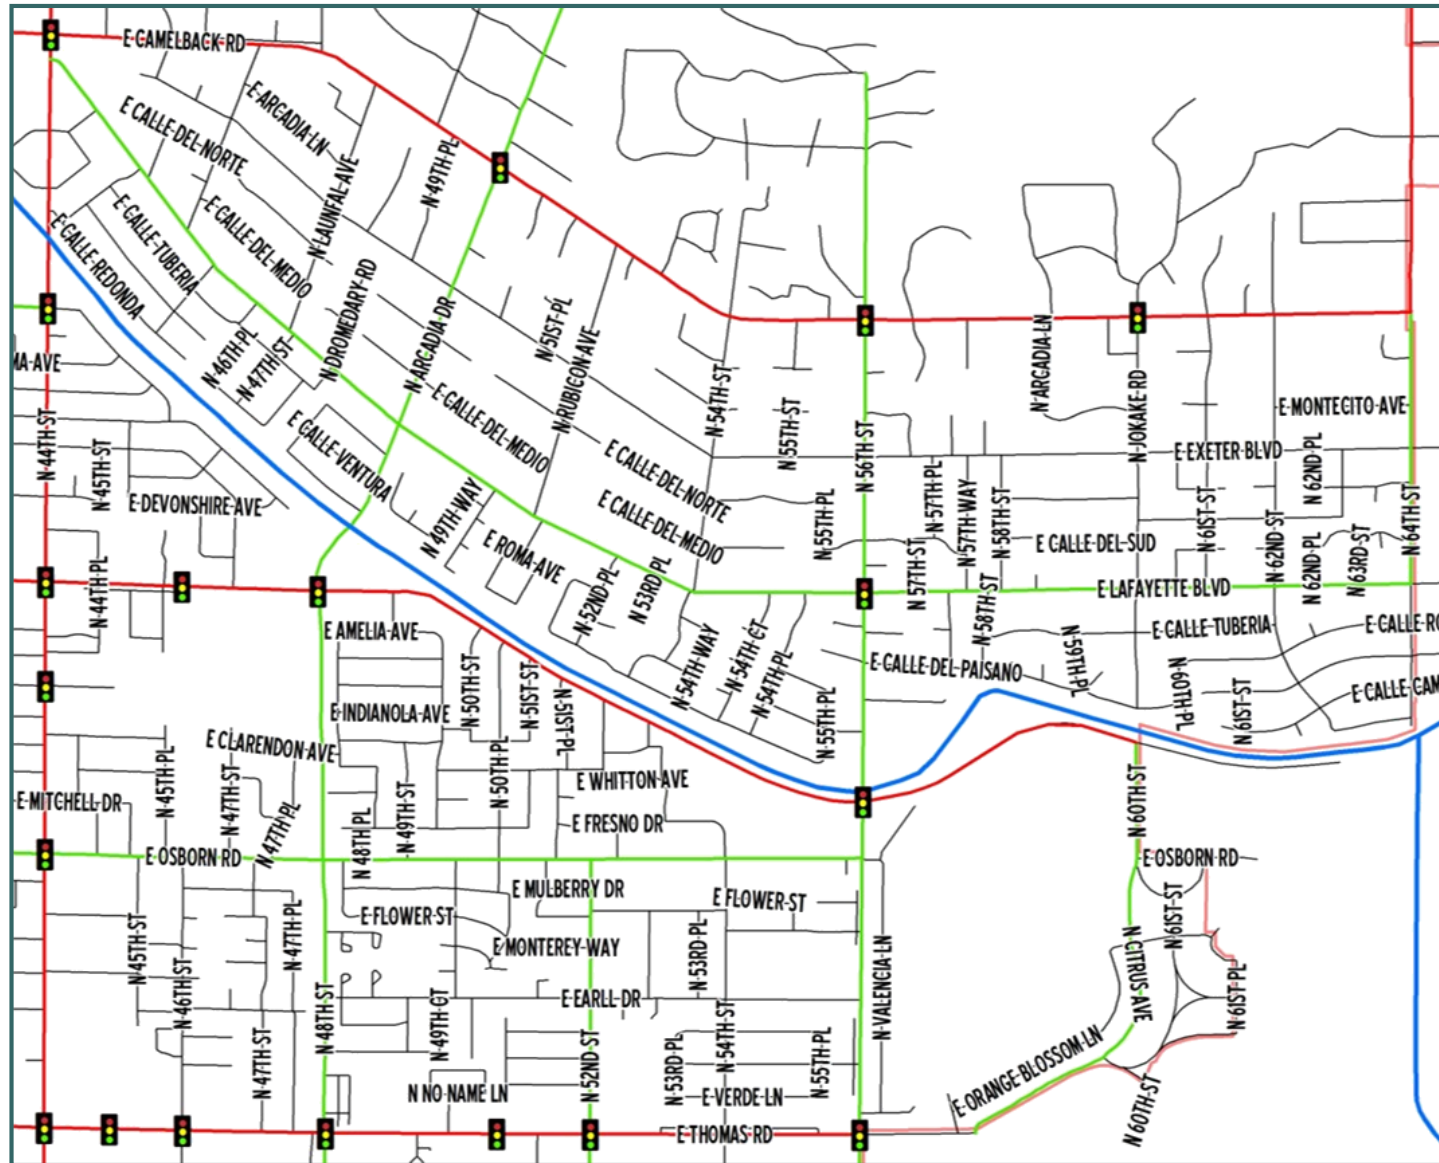 E CAMELBACK RD
E ARCADIA LN
E CALLE DEL NORTE
N 49TH PL
N LAUNFAL AVE
E CALLE TUBERIA
E CALLE DEL MEDIO
E CALLE REDONDA
N DROMEDARY RD
N ARCADIA DR
N 51ST PL
N RUBICON AVE
N 46TH PL
N 47TH ST
MA AVE
N 44TH ST
N 45TH ST
E DEVONSHIRE AVE
E CALLE VENTURA
E CALLE DEL MEDIO
N 54TH ST
N 55TH ST
N 56TH ST
N ARCADIA LN
N JOKAKE RD
E MONTECITO AVE
E EXETER BLVD
N 62ND PL
E CALLE DEL NORTE
E CALLE DEL MEDIO
N 49TH WAY
E ROMA AVE
N 55TH PL
N 57TH PL
N 57TH WAY
N 58TH ST
N 61ST ST
N 62ND ST
N 64TH ST
E CALLE DEL SUD
N 57TH ST
N 62ND PL
N 63RD ST
E LAFAYETTE BLVD
N 44TH PL
N 52ND PL
N 53RD PL
N 58TH ST
E AMELIA AVE
E CALLE TUBERIA
E CALLE RO
N 54TH WAY
N 54TH CT
N 54TH PL
E CALLE DEL PAISANO
N 59TH PL
N 60TH PL
N 61ST ST
E CALLE CAM
N 50TH ST
N 51ST ST
N 51ST PL
N 55TH PL
E INDIANOLA AVE
E CLARENDON AVE
N 45TH PL
N 47TH ST
N 47TH PL
N 48TH PL
N 49TH ST
N 50TH PL
E WHITTON AVE
E MITCHELL DR
E FRESNO DR
N 60TH ST
E OSBORN RD
E OSBORN RD
E MULBERRY DR
E FLOWER ST
E FLOWER ST
N 61ST ST
E MONTEREY WAY
N 45TH ST
N 46TH ST
N 47TH PL
N 53RD PL
N VALENCIA LN
N CITRUS AVE
N 61ST PL
E EARLL DR
N 48TH ST
N 49TH CT
N 47TH ST
N 52ND ST
N 53RD PL
N 54TH ST
N 55TH PL
E ORANGE BLOSSOM LN
N 60TH ST
N NO NAME LN
E VERDE LN
E THOMAS RD